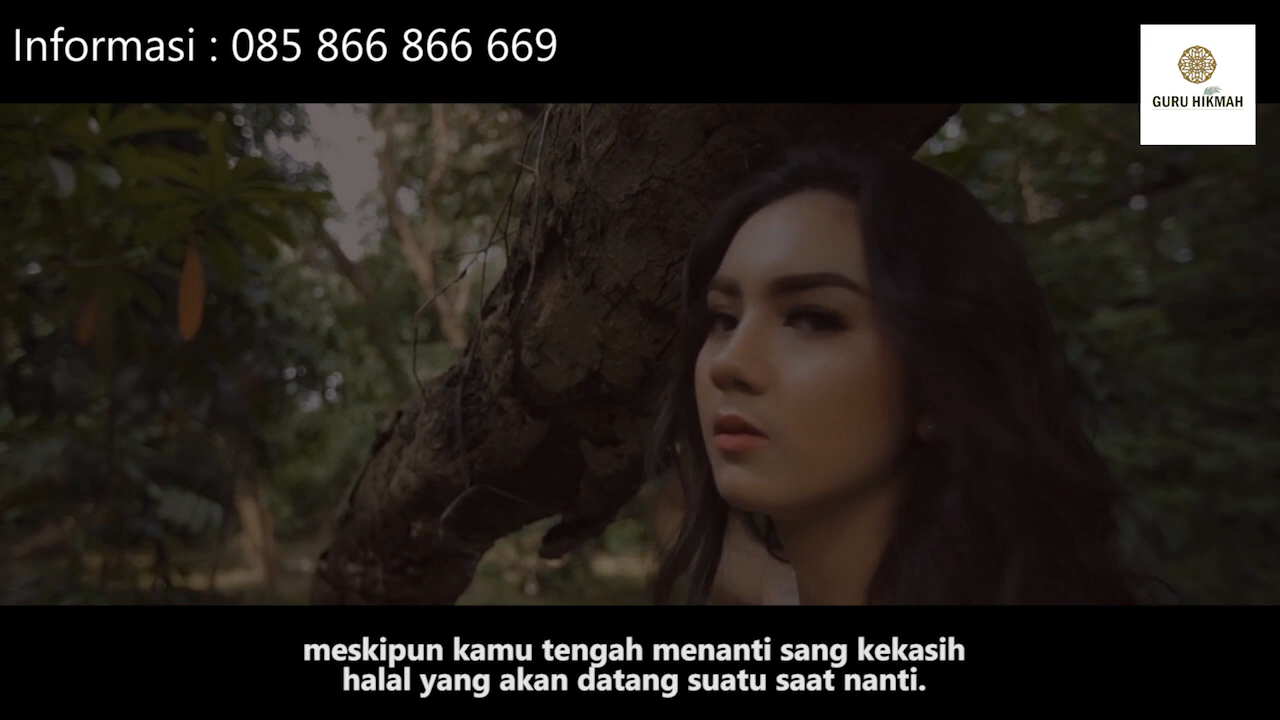 Informasi : 085 866 866 669
GURU HIKMAH
meskipun kamu tengah menanti sang kekasih
halal yang akan datang suatu saat nanti.